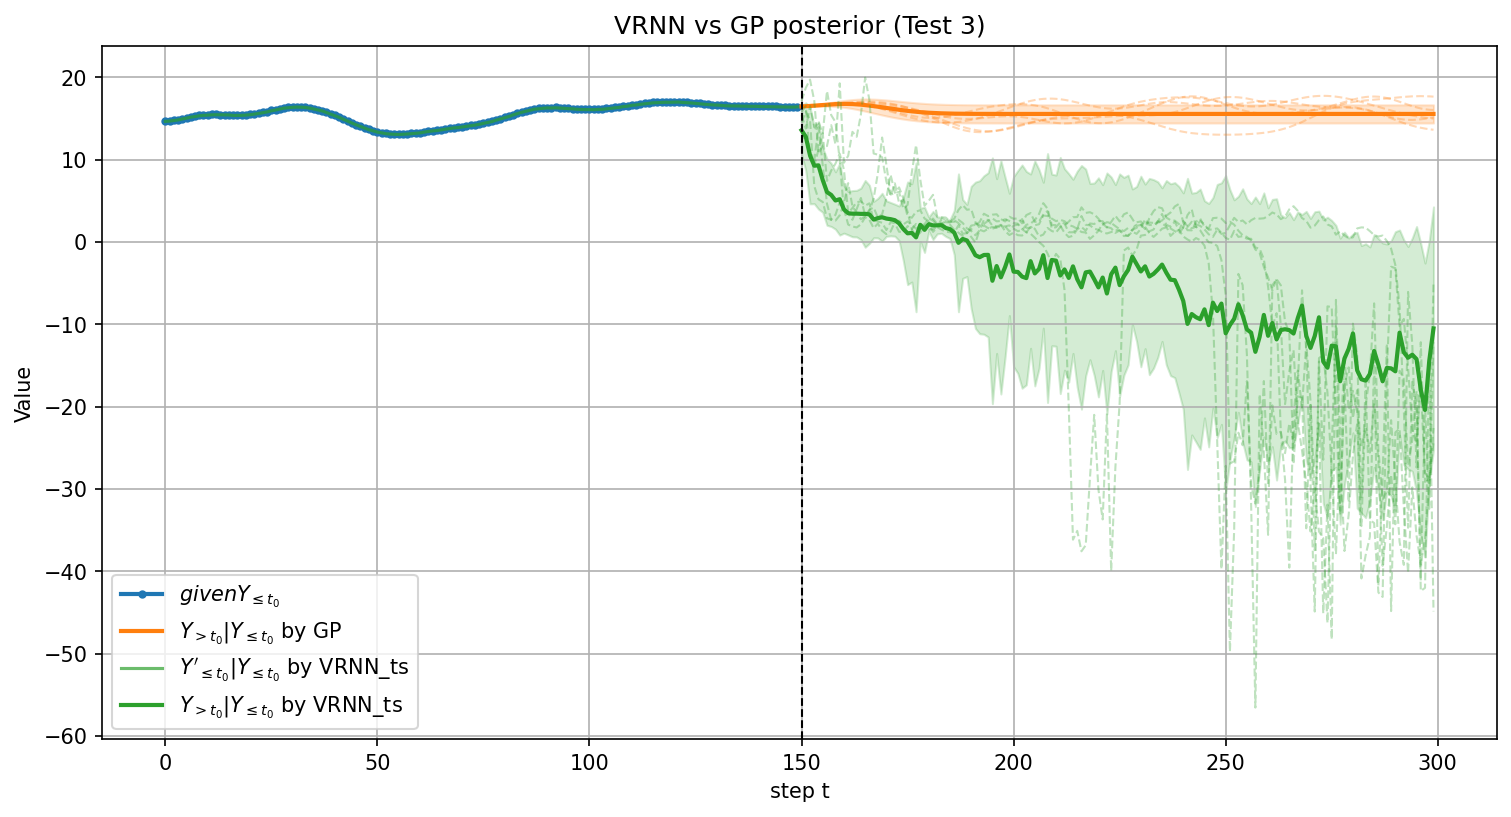 VRNN vs GP posterior (Test 3)
Value
20
10
0
−10
−20
−30
−40
−50
−60
givenY≤t₀
Y>t₀|Y≤t₀ by GP
Y′≤t₀|Y≤t₀ by VRNN_ts
Y>t₀|Y≤t₀ by VRNN_ts
0 50 100 150 200 250 300
step t